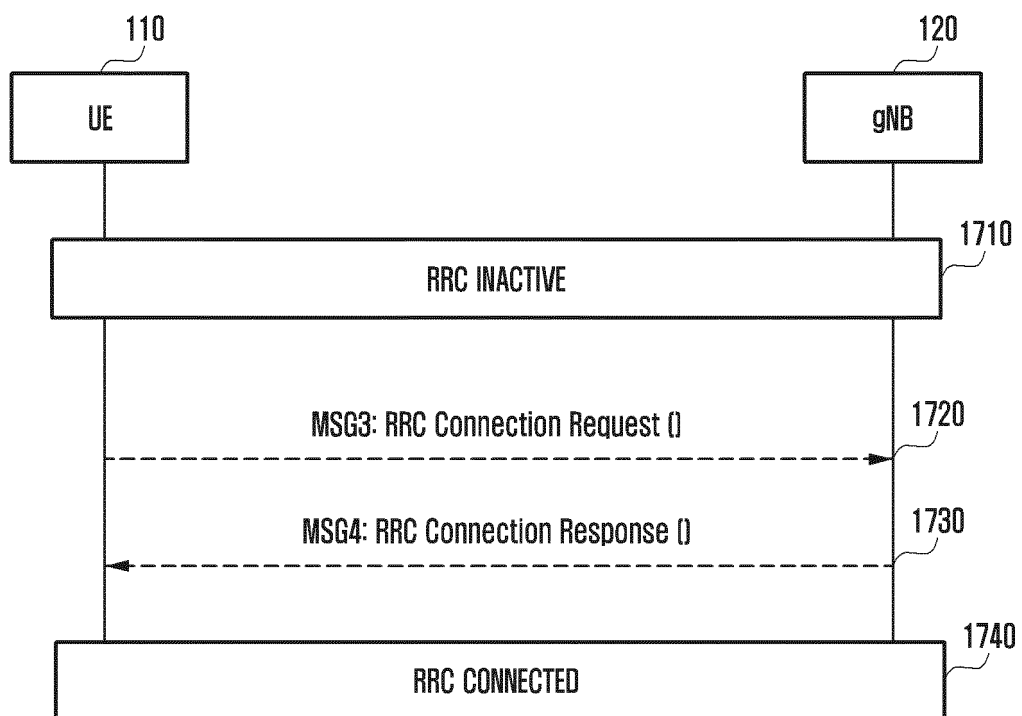 110
120
UE
gNB
1710
RRC INACTIVE
MSG3: RRC Connection Request ()
1720
MSG4: RRC Connection Response ()
1730
1740
RRC CONNECTED